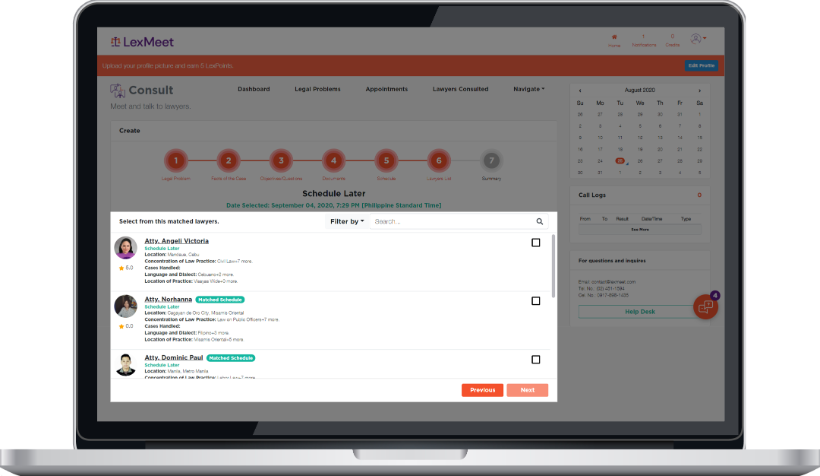 LexMeet
Home
Notifications
Credits
Upload your profile picture and earn 5 LexPoints.
Edit Profile
Consult
Meet and talk to lawyers.
Dashboard
Legal Problems
Appointments
Lawyers Consulted
Navigate
Create
1
2
3
4
5
6
7
Legal Problem
Facts of the Case
Objectives/Questions
Documents
Schedule
Lawyers List
Summary
Schedule Later
Date Selected: September 04, 2020, 7:29 PM [Philippine Standard Time]
Select from this matched lawyers.
Filter by
Search...
Atty. Angeli Victoria
Schedule Later
Location: Mandaue, Cebu
Concentration of Law Practice: Civil Law+7 more.
Cases Handled:
Language and Dialect: Cebuano+3 more.
Location of Practice: Visayas Wide+0 more.
5.0
Atty. Nerhanna
Matched Schedule
Schedule Later
Location: Cagayan de Oro City, Misamis Oriental
Concentration of Law Practice: Law on Public Officers+7 more.
Cases Handled:
Language and Dialect: Filipino+3 more.
Location of Practice: Misamis Oriental+5 more.
Atty. Dominic Paul
Matched Schedule
Schedule Later
Location: Manila, Metro Manila
Concentration of Law Practice: Labor Law+7 more.
Previous
Next
August 2020
Su Mo Tu We Th Fr Sa
26 27 28 29 30 31 1
2 3 4 5 6 7 8
9 10 11 12 13 14 15
16 17 18 19 20 21 22
23 24 25 26 27 28 29
30 31 1 2 3 4 5
Call Logs
0
From To Result Date/Time Type
See More
For questions and inquiries
Email: contact@lexmeet.com
Help Desk
4